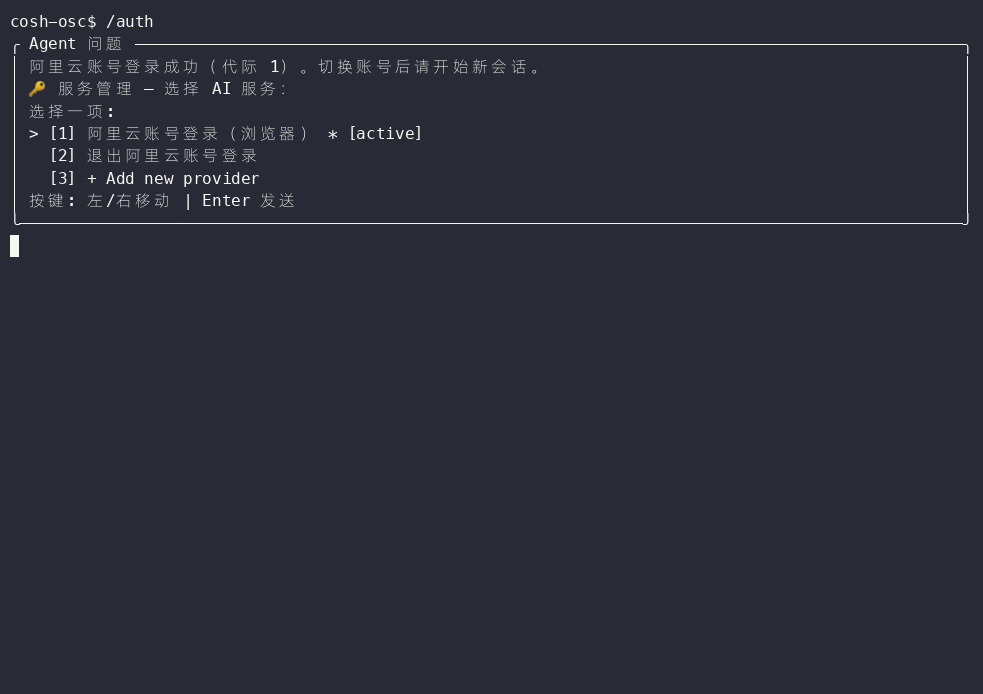 cosh-osc$ /auth
Agent 问题
阿里云账号登录成功（代际 1）。切换账号后请开始新会话。
🔑 服务管理 — 选择 AI 服务：
选择一项:
> [1] 阿里云账号登录（浏览器） * [active]
[2] 退出阿里云账号登录
[3] + Add new provider
按键: 左/右移动 | Enter 发送